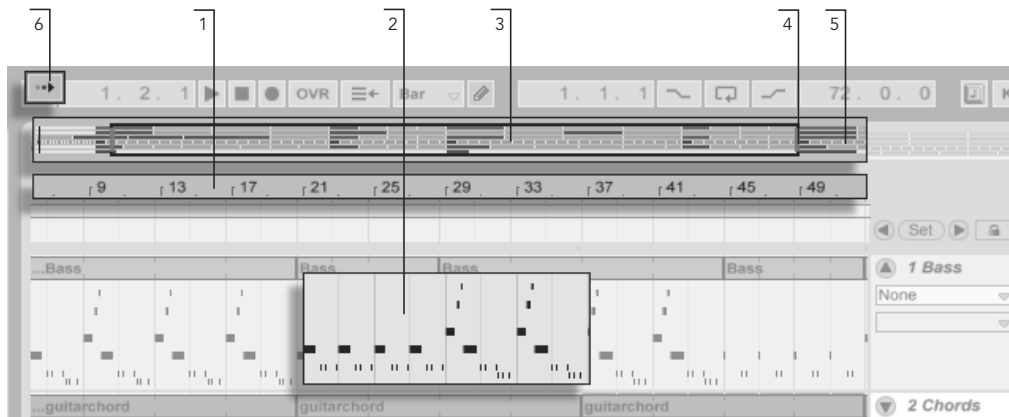 6 1 2 3 4 5
1 . 2 . 1 OVR Bar 1 . 1 . 1 72 . 0 . 0 K
9 13 17 21 25 29 33 37 41 45 49
Set
...Bass Bass Bass Bass 1 Bass
None
...guitarchord guitarchord guitarchord 2 Chords